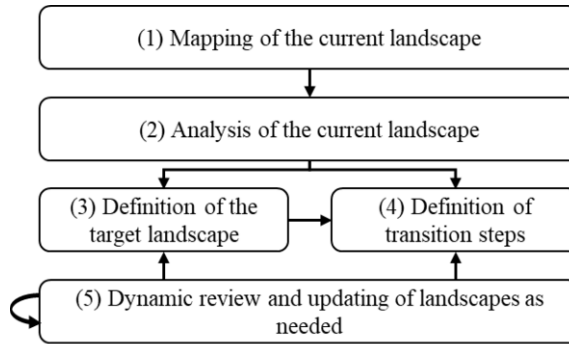 (1) Mapping of the current landscape
(2) Analysis of the current landscape
(3) Definition of the
target landscape
(4) Definition of
transition steps
(5) Dynamic review and updating of landscapes as
needed